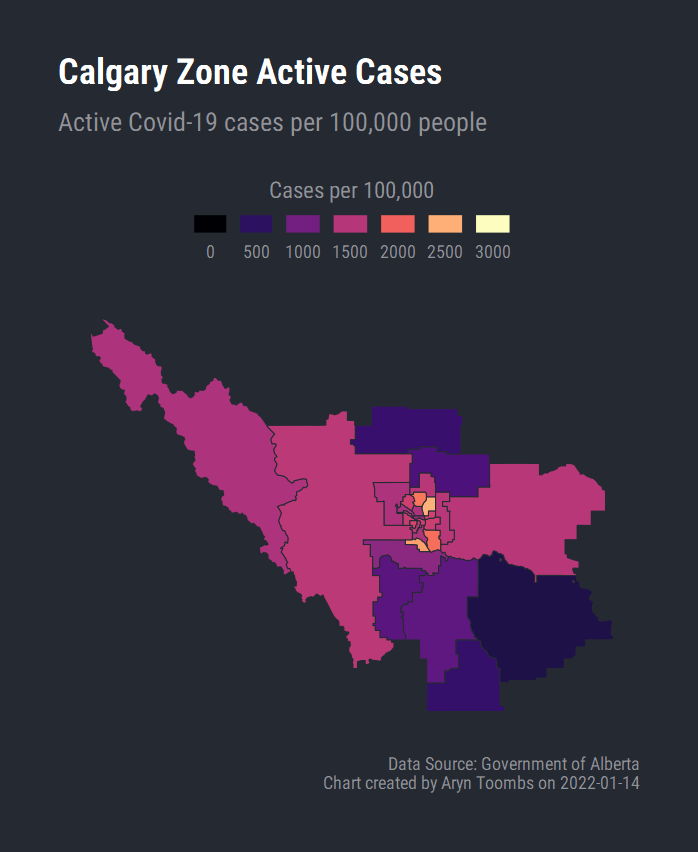 Calgary Zone Active Cases
Active Covid-19 cases per 100,000 people
Cases per 100,000
0 500 1000 1500 2000 2500 3000
Data Source: Government of Alberta
Chart created by Aryn Toombs on 2022-01-14